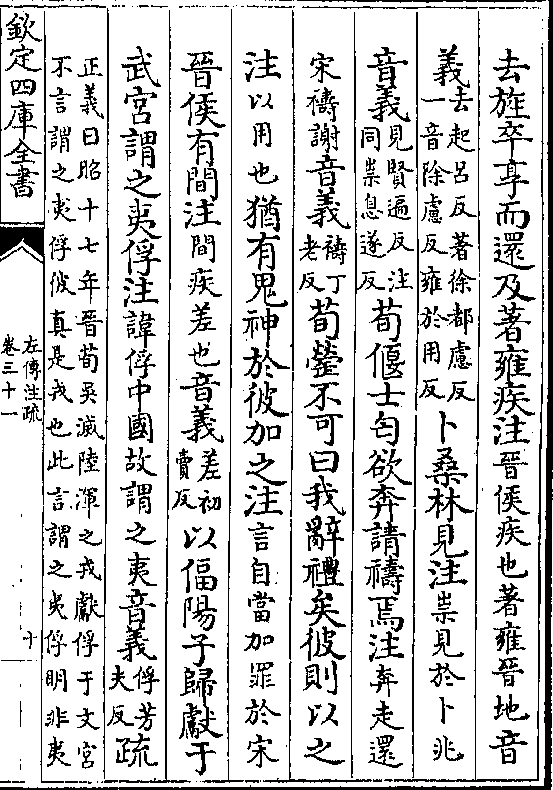 去旌卒享而還及著雍疾注晉侯疾也著雍晉地音
義去起呂反著徐都慮反
一音除慮反雍於用反卜桑林見注祟見於卜兆
音義見賢遍反注
同祟息遂反荀偃士匄欲奔請禱焉注奔走還
宋禱謝音義禱丁
老反荀罃不可曰我辭禮矣彼則以之
注以用也猶有鬼神於彼加之注言自當加罪於宋
晉侯有間注間疾差也音義差初
賣反以偪陽子歸獻于
武宮謂之夷俘注諱俘中國故謂之夷音義俘芳
夫反疏
正義曰昭十七年晉荀吳滅陸渾之戎獻俘于文宮
不言謂之夷俘彼真是戎也此言謂之夷俘明非夷
欽定四庫全書
左傳注疏
卷三十一
十